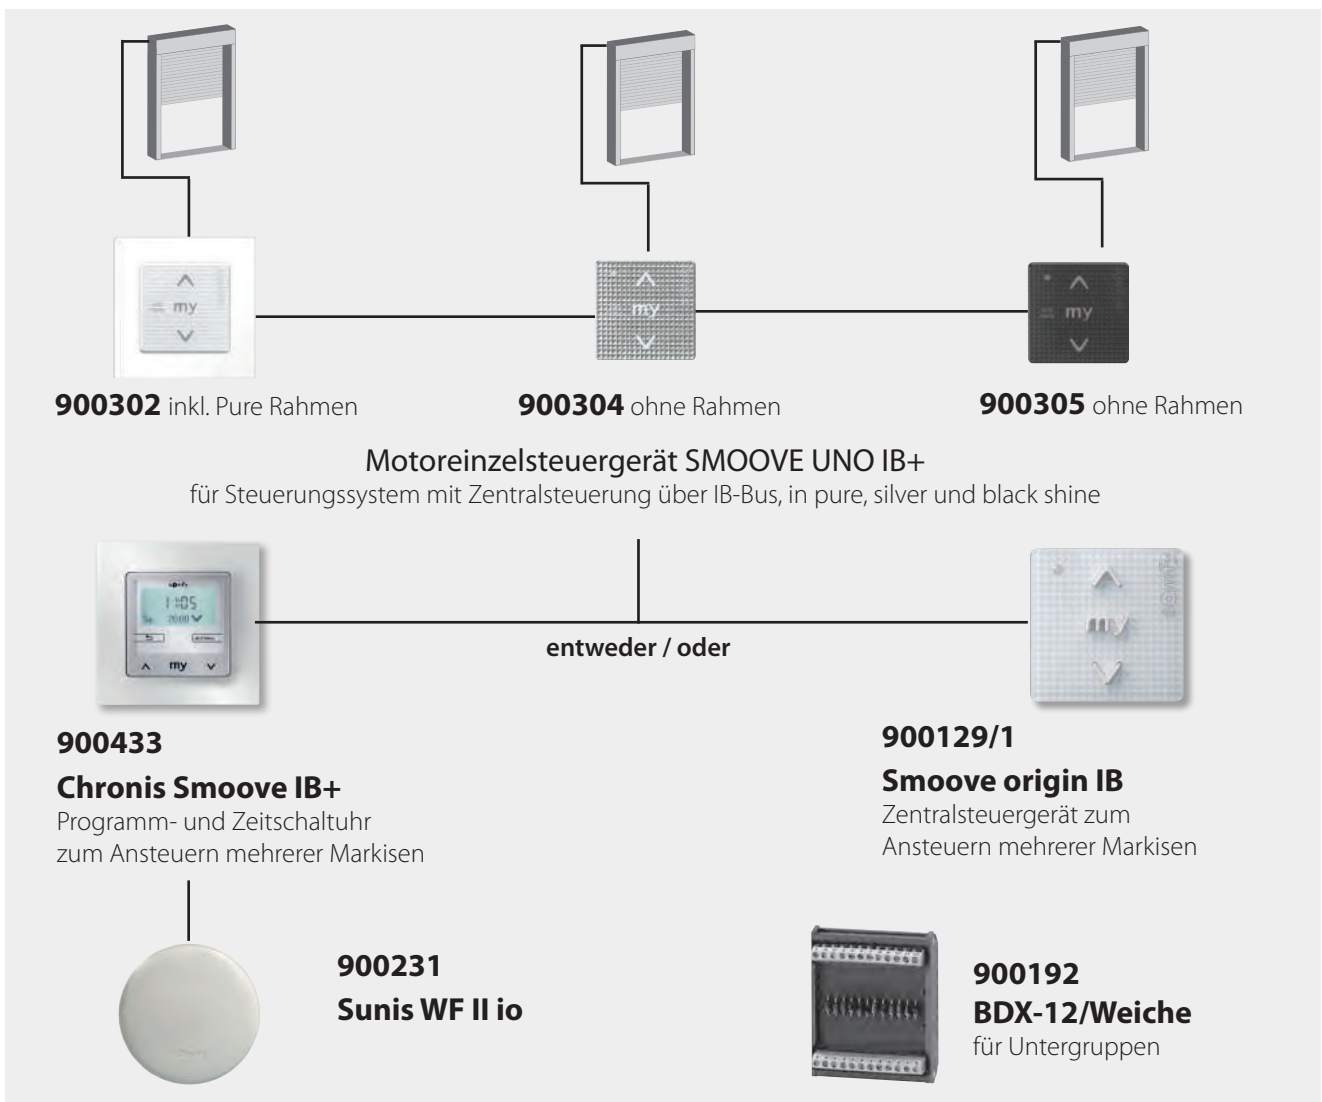 my
my
my
900302 inkl. Pure Rahmen
900304 ohne Rahmen
900305 ohne Rahmen
Motoreinzelsteuergerät SMOOVE UNO IB+
für Steuerungssystem mit Zentralsteuerung über IB-Bus, in pure, silver und black shine
somfy
my
my
entweder / oder
900433
Chronis Smoove IB+
Programm- und Zeitschaltuhr
zum Ansteuern mehrerer Markisen
900129/1
Smoove origin IB
Zentralsteuergerät zum
Ansteuern mehrerer Markisen
900231
Sunis WF II io
900192
BDX-12/Weiche
für Untergruppen